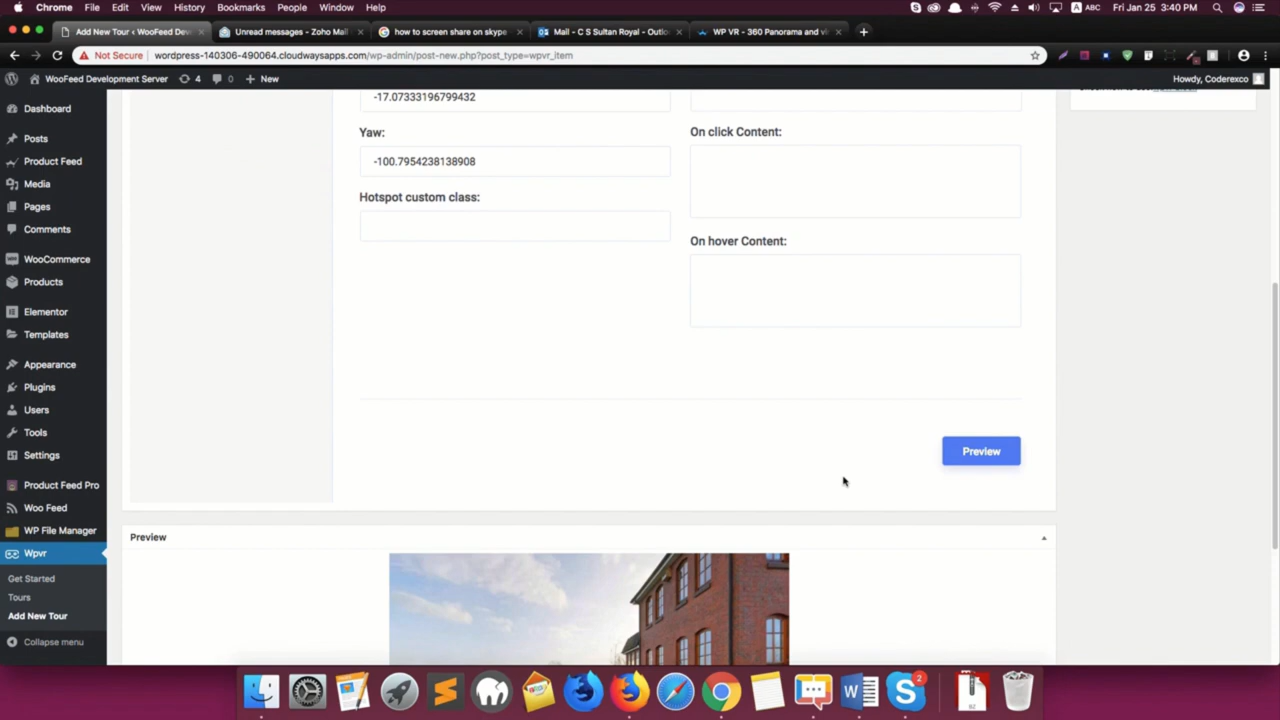 Chrome File Edit View History Bookmarks People Window Help ABC Fri Jan 25 3:40 PM
Add New Tour < WooFeed Dev
Unread messages - Zoho Mail
how to screen share on skype
Mail - C S Sultan Royal - Outlo
WP VR - 360 Panorama and vi
Not Secure wordpress-140306-490064.cloudwaysapps.com/wp-admin/post-new.php?post_type=wpvr_item
WooFeed Development Server 4 0 New Howdy, Coderexco
Dashboard
Posts
Product Feed
Media
Pages
Comments
WooCommerce
Products
Elementor
Templates
Appearance
Plugins
Users
Tools
Settings
Product Feed Pro
Woo Feed
WP File Manager
Wpvr
Get Started
Tours
Add New Tour
Collapse menu
-17.07333196799432
Yaw:
-100.7954238138908
Hotspot custom class:
On click Content:
On hover Content:
Preview
Preview
2